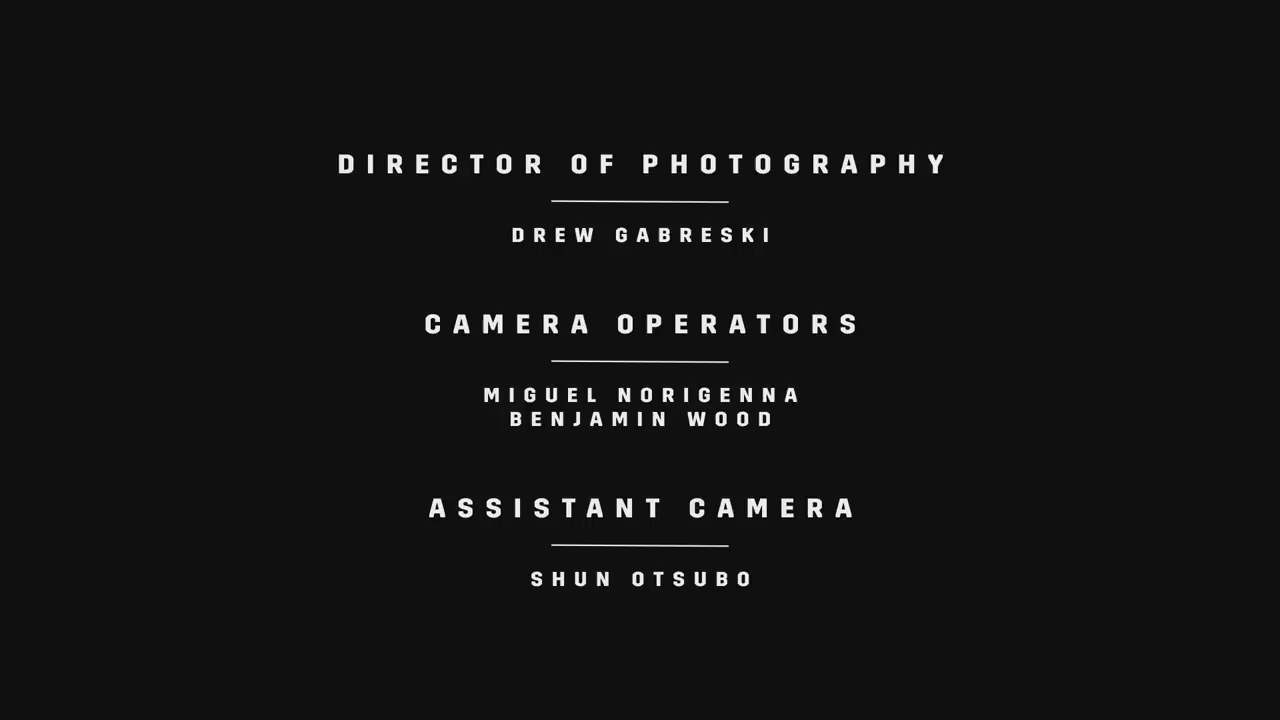 DIRECTOR OF PHOTOGRAPHY
DREW GABRESKI
CAMERA OPERATORS
MIGUEL NORIGENNA
BENJAMIN WOOD
ASSISTANT CAMERA
SHUN OTSUBO